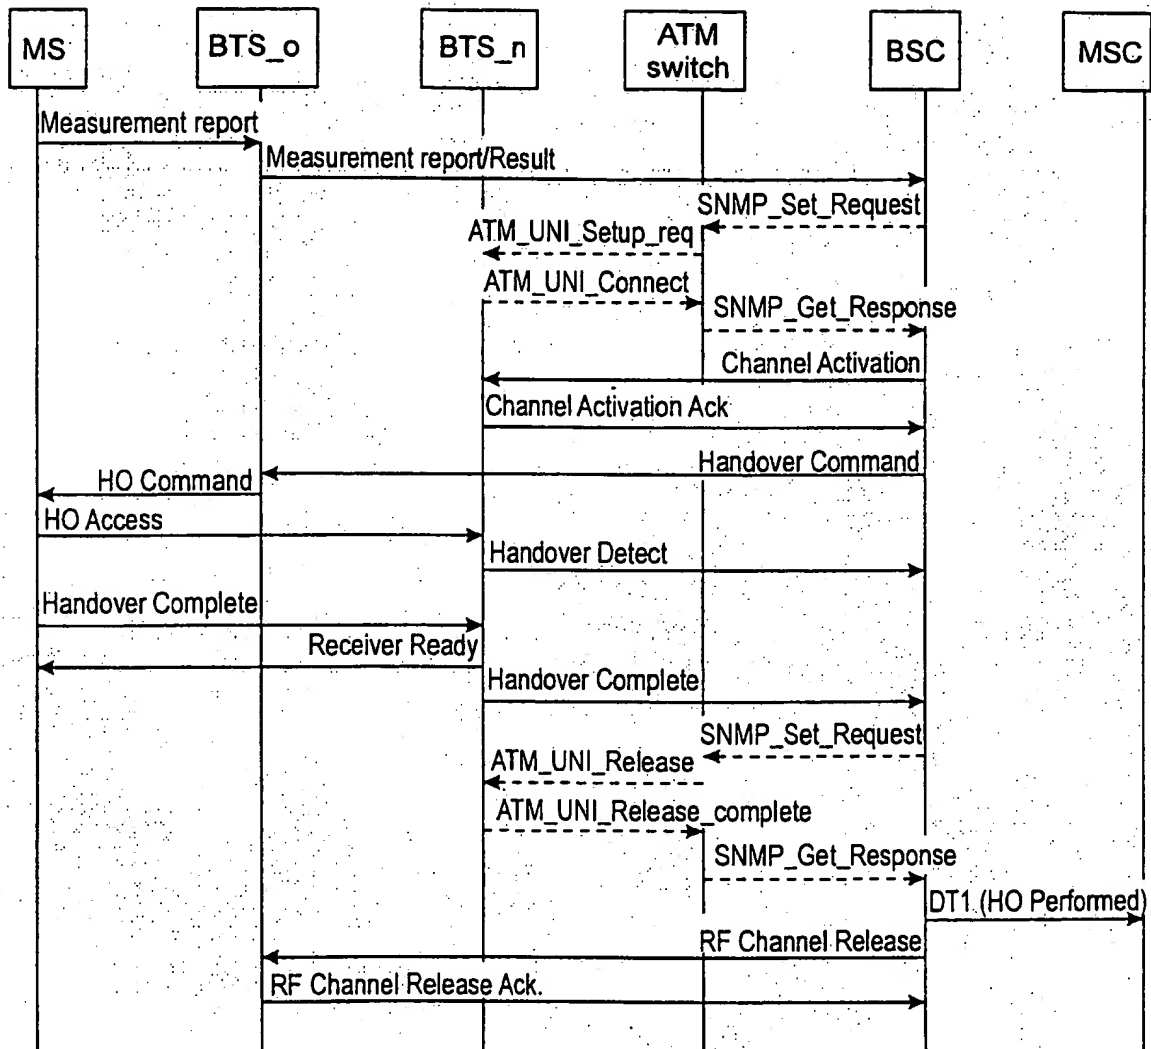 MS
BTS_o
BTS_n
ATM
switch
BSC
MSC
Measurement report
Measurement report/Result
SNMP_Set_Request
ATM_UNI_Setup_req
ATM_UNI_Connect
SNMP_Get_Response
Channel Activation
Channel Activation Ack
Handover Command
HO Command
HO Access
Handover Detect
Handover Complete
Receiver Ready
Handover Complete
SNMP_Set_Request
ATM_UNI_Release
ATM_UNI_Release_complete
SNMP_Get_Response
DT1 (HO Performed)
RF Channel Release
RF Channel Release Ack.